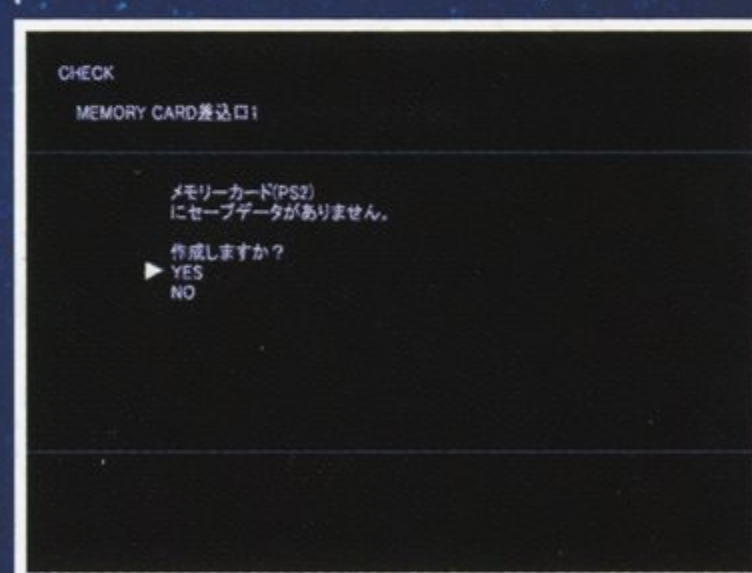 CHECK
MEMORY CARD差込口1
メモリーカード(PS2)
にセーブデータがありません。
作成しますか？
YES
NO